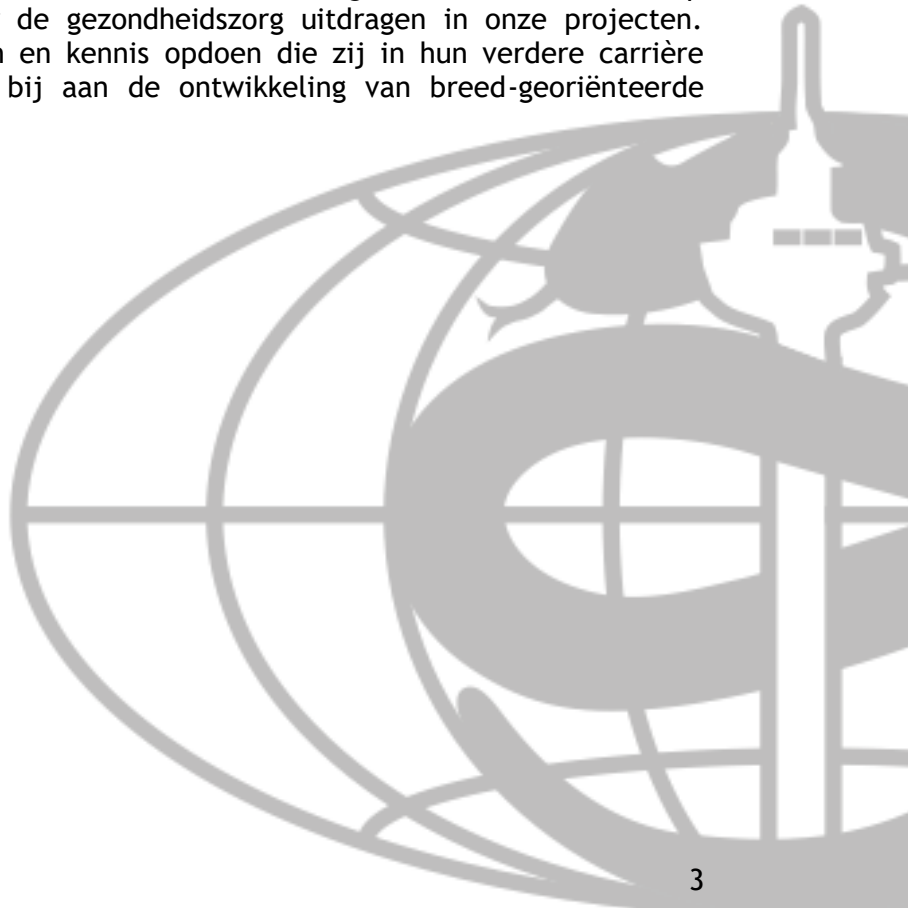 de gezondheidszorg uitdragen in onze projecten.
en kennis opdoen die zij in hun verdere carrière
bij aan de ontwikkeling van breed-georiënteerde
3